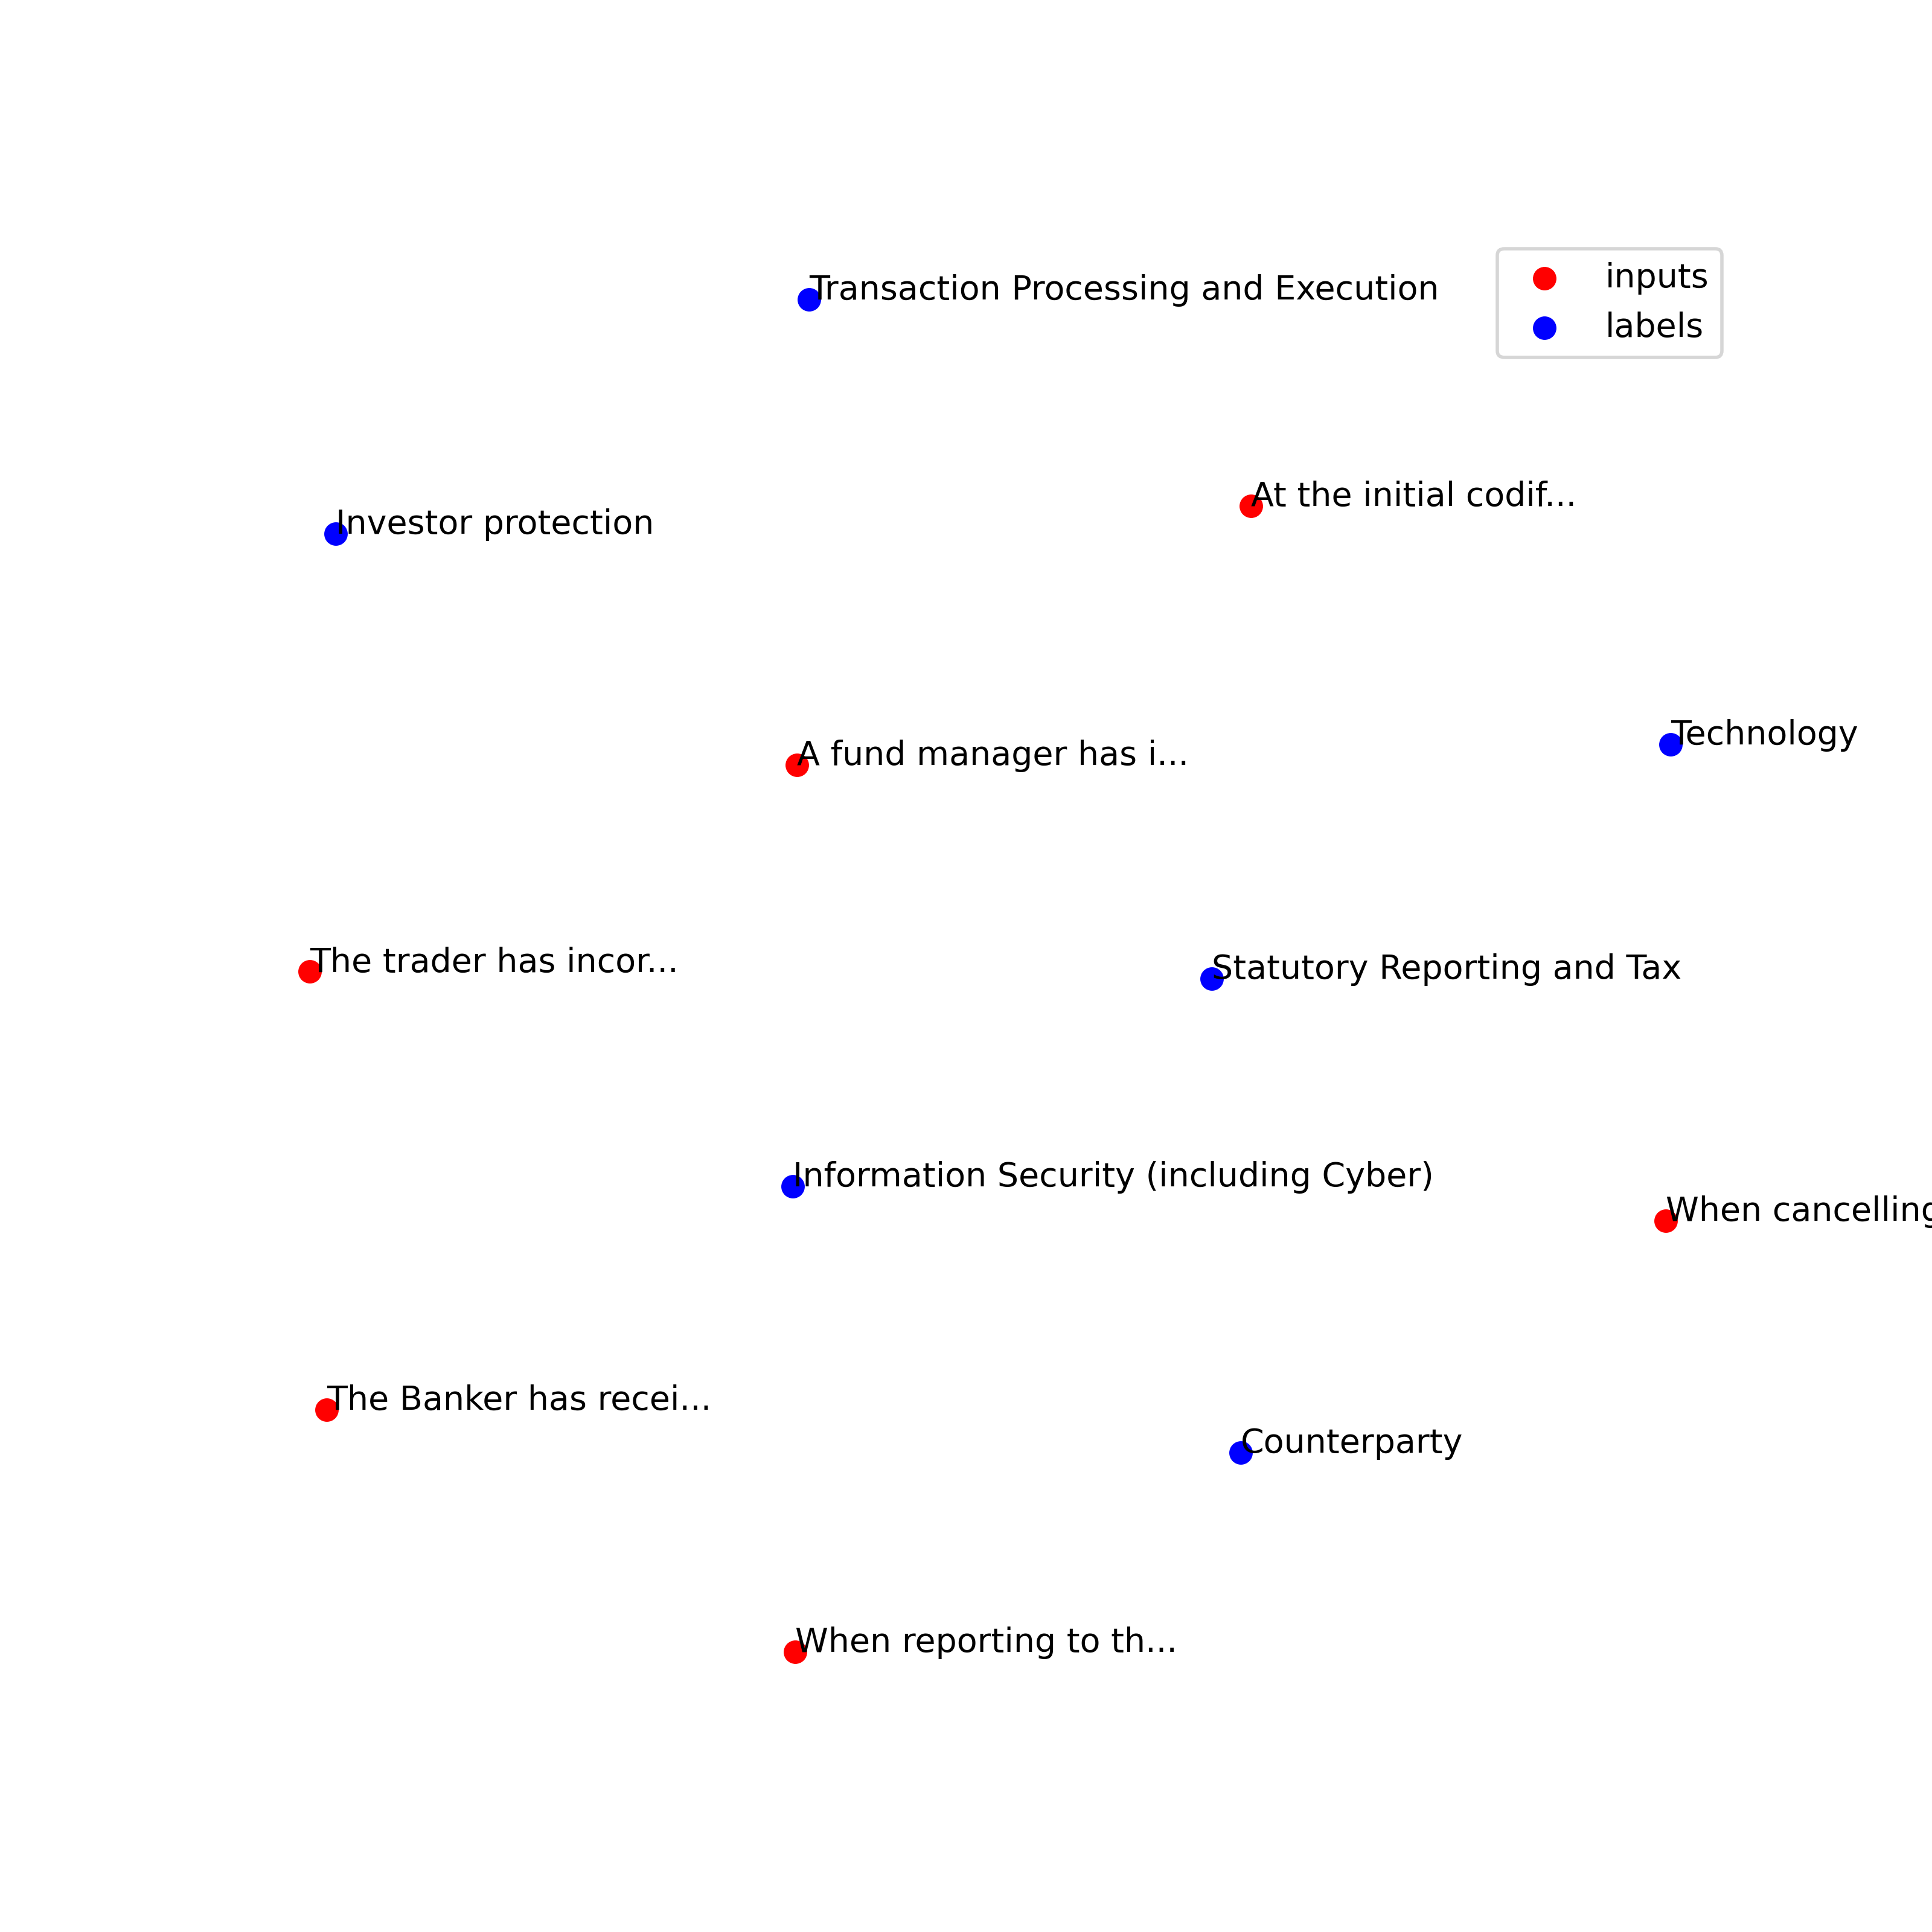 Transaction Processing and Execution
inputs
labels
At the initial codif...
Investor protection
Technology
A fund manager has i...
The trader has incor...
Statutory Reporting and Tax
Information Security (including Cyber)
When cancelling
The Banker has recei...
Counterparty
When reporting to th...